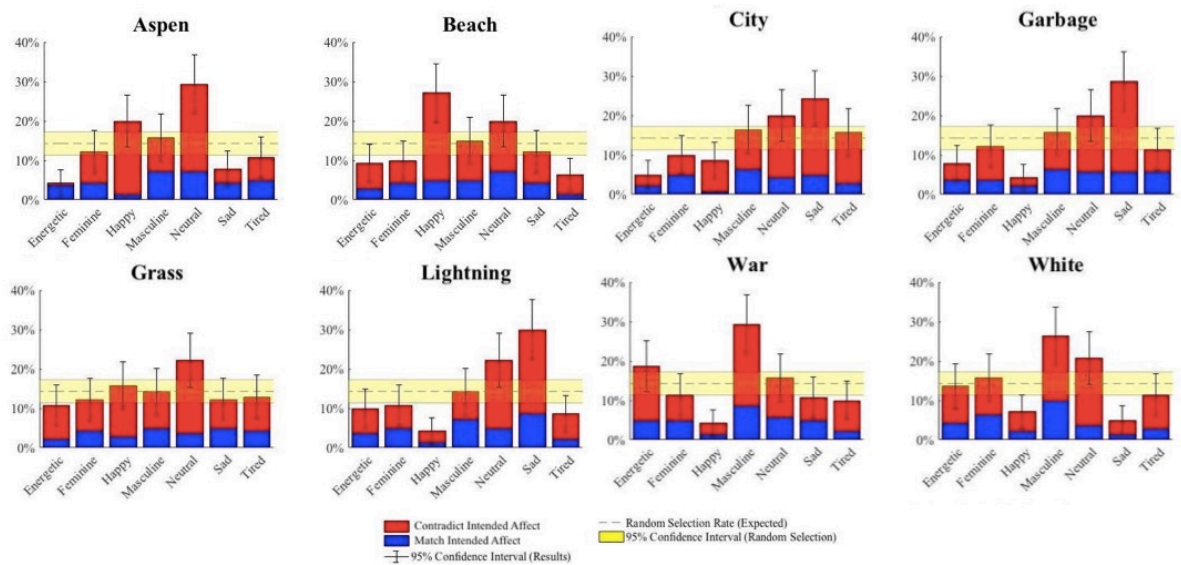 Aspen Beach City Garbage
40% 40% 40% 40%
30% 30% 30% 30%
20% 20% 20% 20%
10% 10% 10% 10%
0% 0% 0% 0%
Energetic Feminine Happy Masculine Neutral Sad Tired Energetic Feminine Happy Masculine Neutral Sad Tired Energetic Feminine Happy Masculine Neutral Sad Tired Energetic Feminine Happy Masculine Neutral Sad Tired
Grass Lightning War White
40% 40% 40% 40%
30% 30% 30% 30%
20% 20% 20% 20%
10% 10% 10% 10%
0% 0% 0% 0%
Energetic Feminine Happy Masculine Neutral Sad Tired Energetic Feminine Happy Masculine Neutral Sad Tired Energetic Feminine Happy Masculine Neutral Sad Tired Energetic Feminine Happy Masculine Neutral Sad Tired
Contradict Intended Affect Random Selection Rate (Expected)
Match Intended Affect 95% Confidence Interval (Random Selection)
95% Confidence Interval (Results)